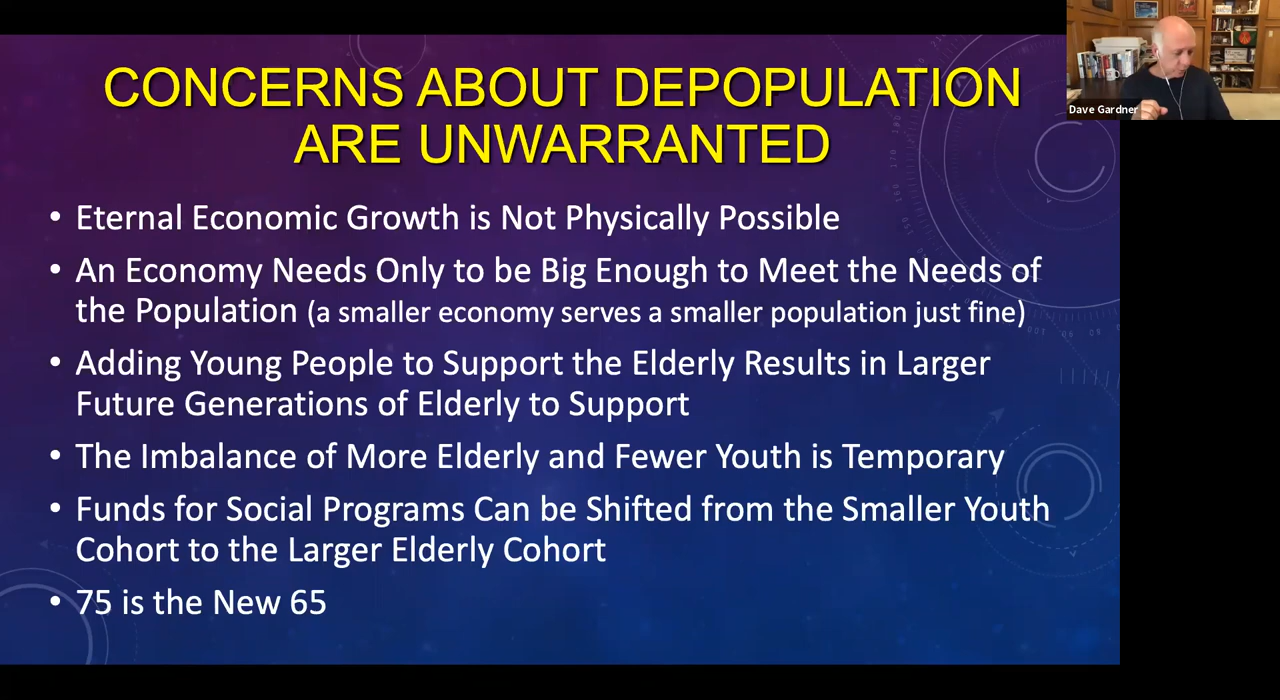 CONCERNS ABOUT DEPOPULATION
ARE UNWARRANTED
Dave Gardner
• Eternal Economic Growth is Not Physically Possible
• An Economy Needs Only to be Big Enough to Meet the Needs of
the Population (a smaller economy serves a smaller population just fine)
• Adding Young People to Support the Elderly Results in Larger
Future Generations of Elderly to Support
• The Imbalance of More Elderly and Fewer Youth is Temporary
• Funds for Social Programs Can be Shifted from the Smaller Youth
Cohort to the Larger Elderly Cohort
• 75 is the New 65